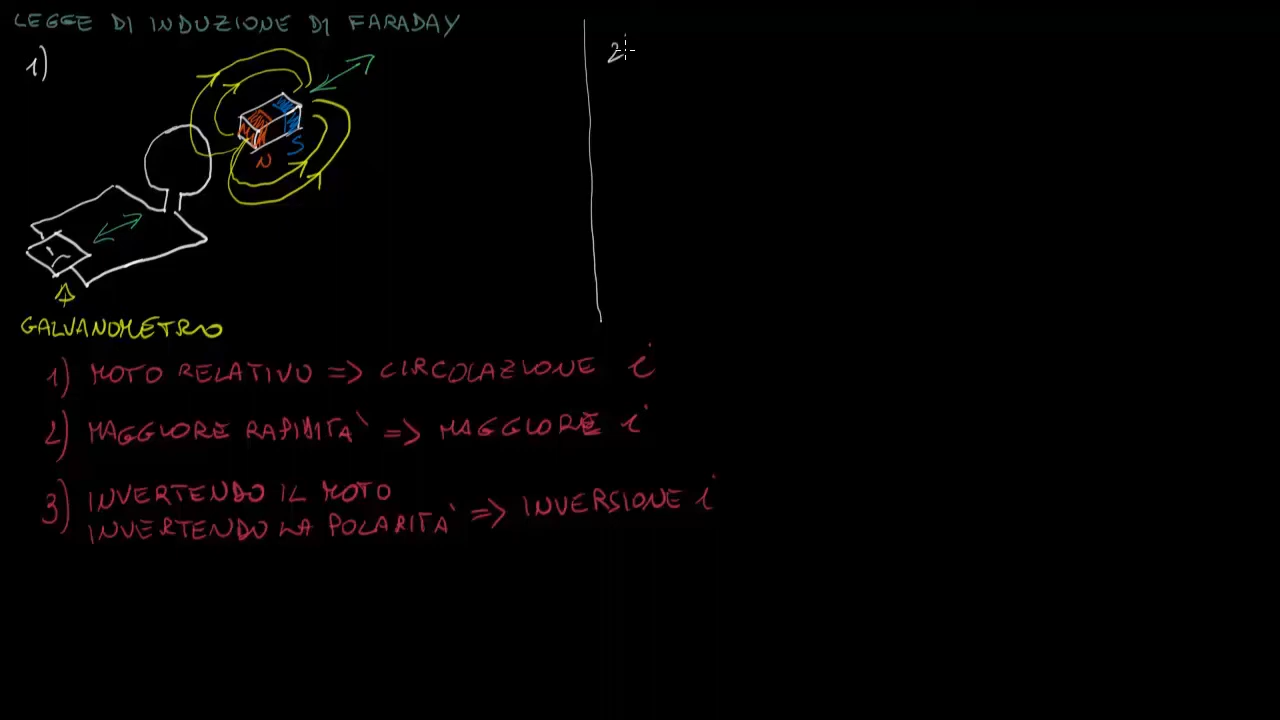 LEGGE DI INDUZIONE DI FARADAY
1)
2
N
S
GALVANOMETRO
1) MOTO RELATIVO => CIRCOLAZIONE i
2) MAGGIORE RAPIDITA' => MAGGIORE i
3) INVERTENDO IL MOTO
INVERTENDO LA POLARITA' => INVERSIONE i